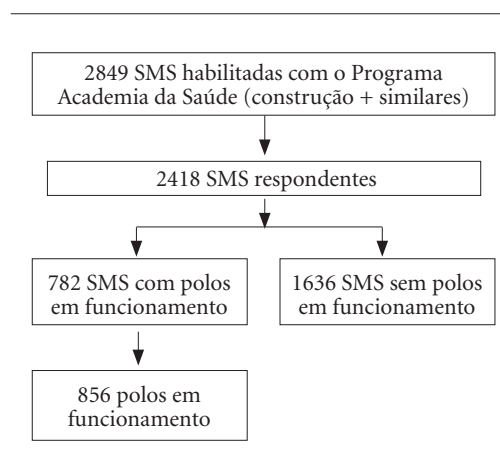 2849 SMS habilitadas com o Programa
Academia da Saúde (construção + similares)
2418 SMS respondentes
782 SMS com polos
em funcionamento
1636 SMS sem polos
em funcionamento
856 polos em
funcionamento